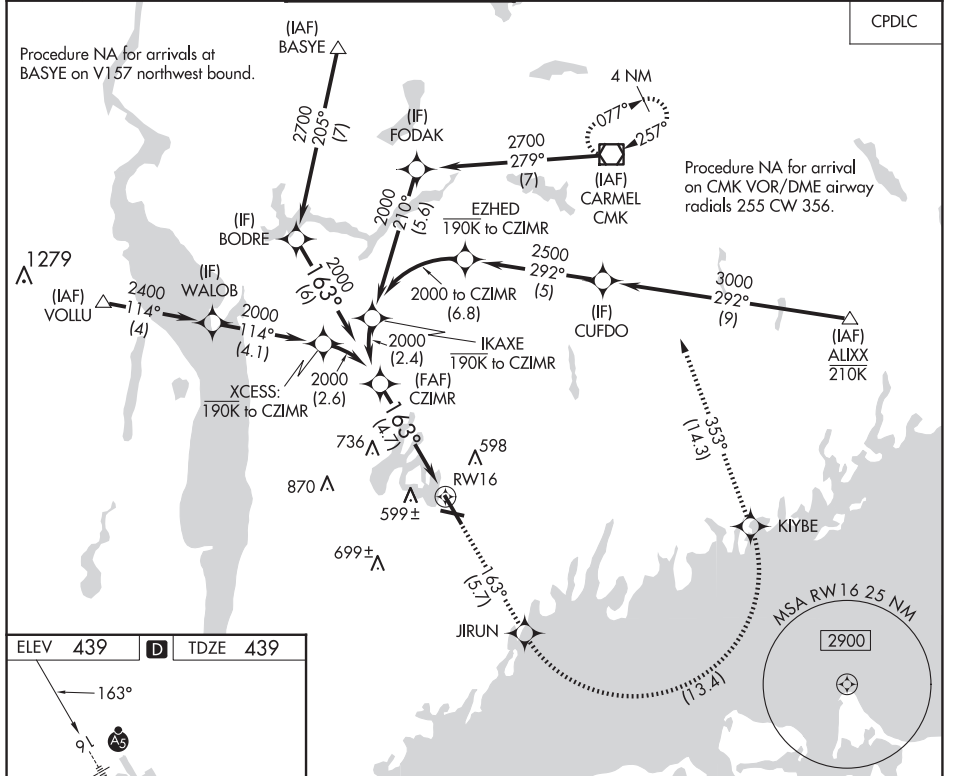 CPDLC
Procedure NA for arrivals at
BASYE on V157 northwest bound.
(IAF)
BASYE
2700
205°
(7)
(IF)
FODAK
2700
279°
(7)
4 NM
077°
257°
(IAF)
CARMEL
CMK
Procedure NA for arrival
on CMK VOR/DME airway
radials 255 CW 356.
2000
210°
(5.6)
(IF)
BODRE
2000
163°
(6)
EZHED
190K to CZIMR
2000 to CZIMR
(6.8)
2500
292°
(5)
(IF)
CUFDO
3000
292°
(9)
(IAF)
ALIXX
210K
1279
(IAF)
VOLLU
2400
114°
(4)
(IF)
WALOB
2000
114°
(4.1)
XCESS:
190K to CZIMR
2000
(2.6)
IKAXE
190K to CZIMR
2000
(2.4)
(FAF)
CZIMR
163°
(4.7)
736
598
870
RW16
599±
699±
163°
(5.7)
JIRUN
(13.4)
KIYBE
353°
(14.3)
MSA RW16 25 NM
2900
ELEV 439
D
TDZE 439
163°
16
A5